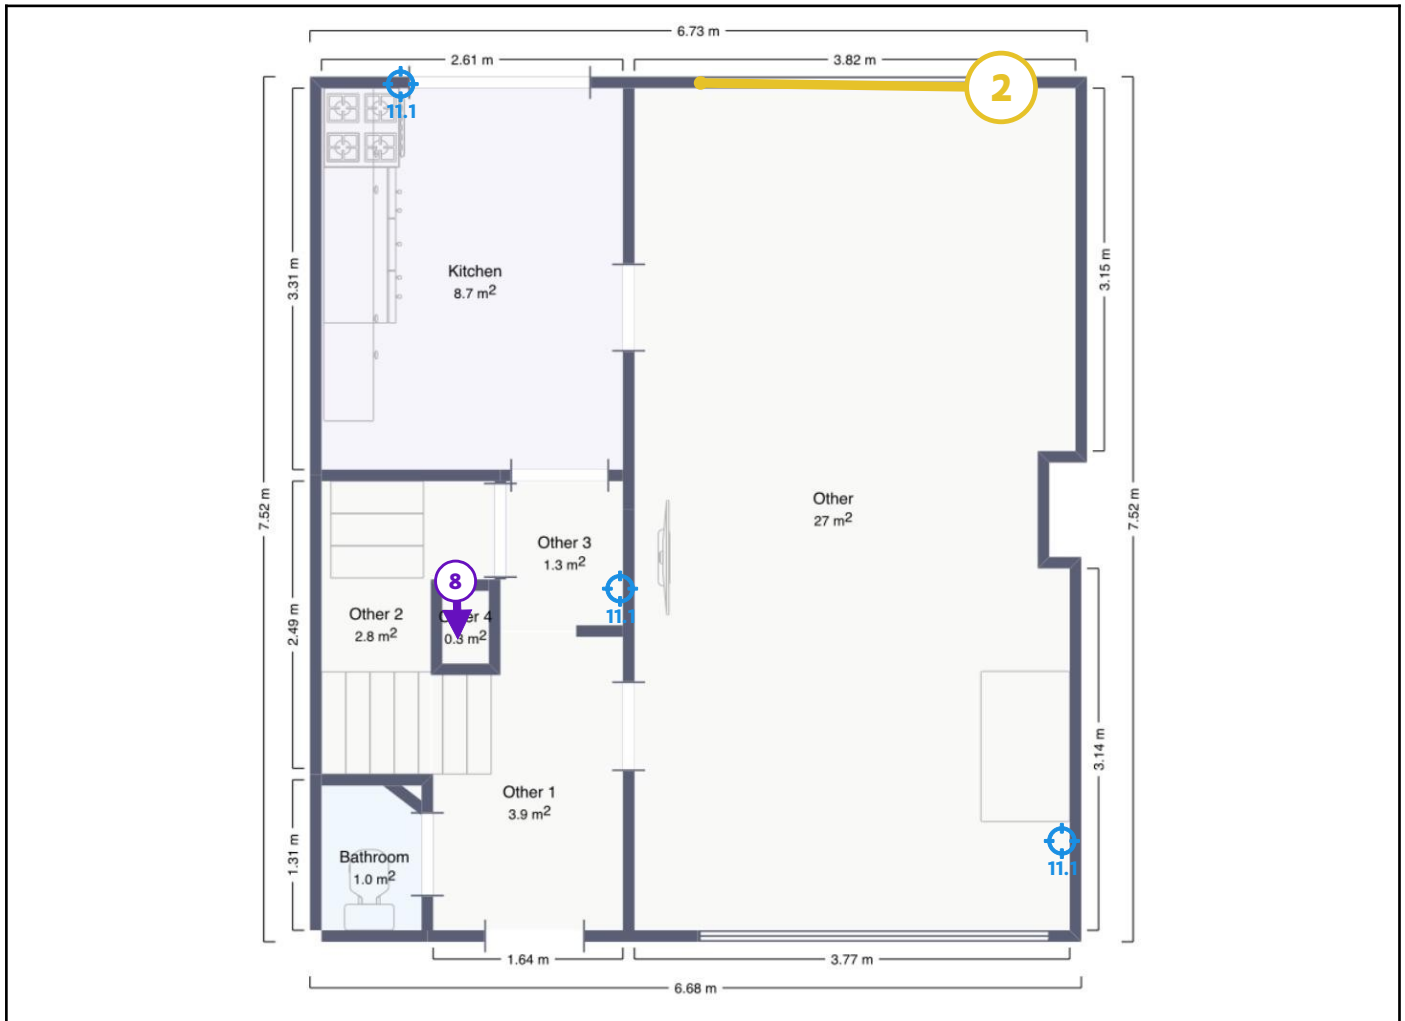 6.73 m
2.61 m
3.82 m
2
11.1
3.31 m
3.15 m
Kitchen
8.7 m²
7.52 m
7.52 m
Other
27 m²
Other 3
1.3 m²
8
Other 2
2.8 m²
Other 4
0.3 m²
11.1
2.49 m
3.14 m
Other 1
3.9 m²
1.31 m
Bathroom
1.0 m²
11.1
1.64 m
3.77 m
6.68 m